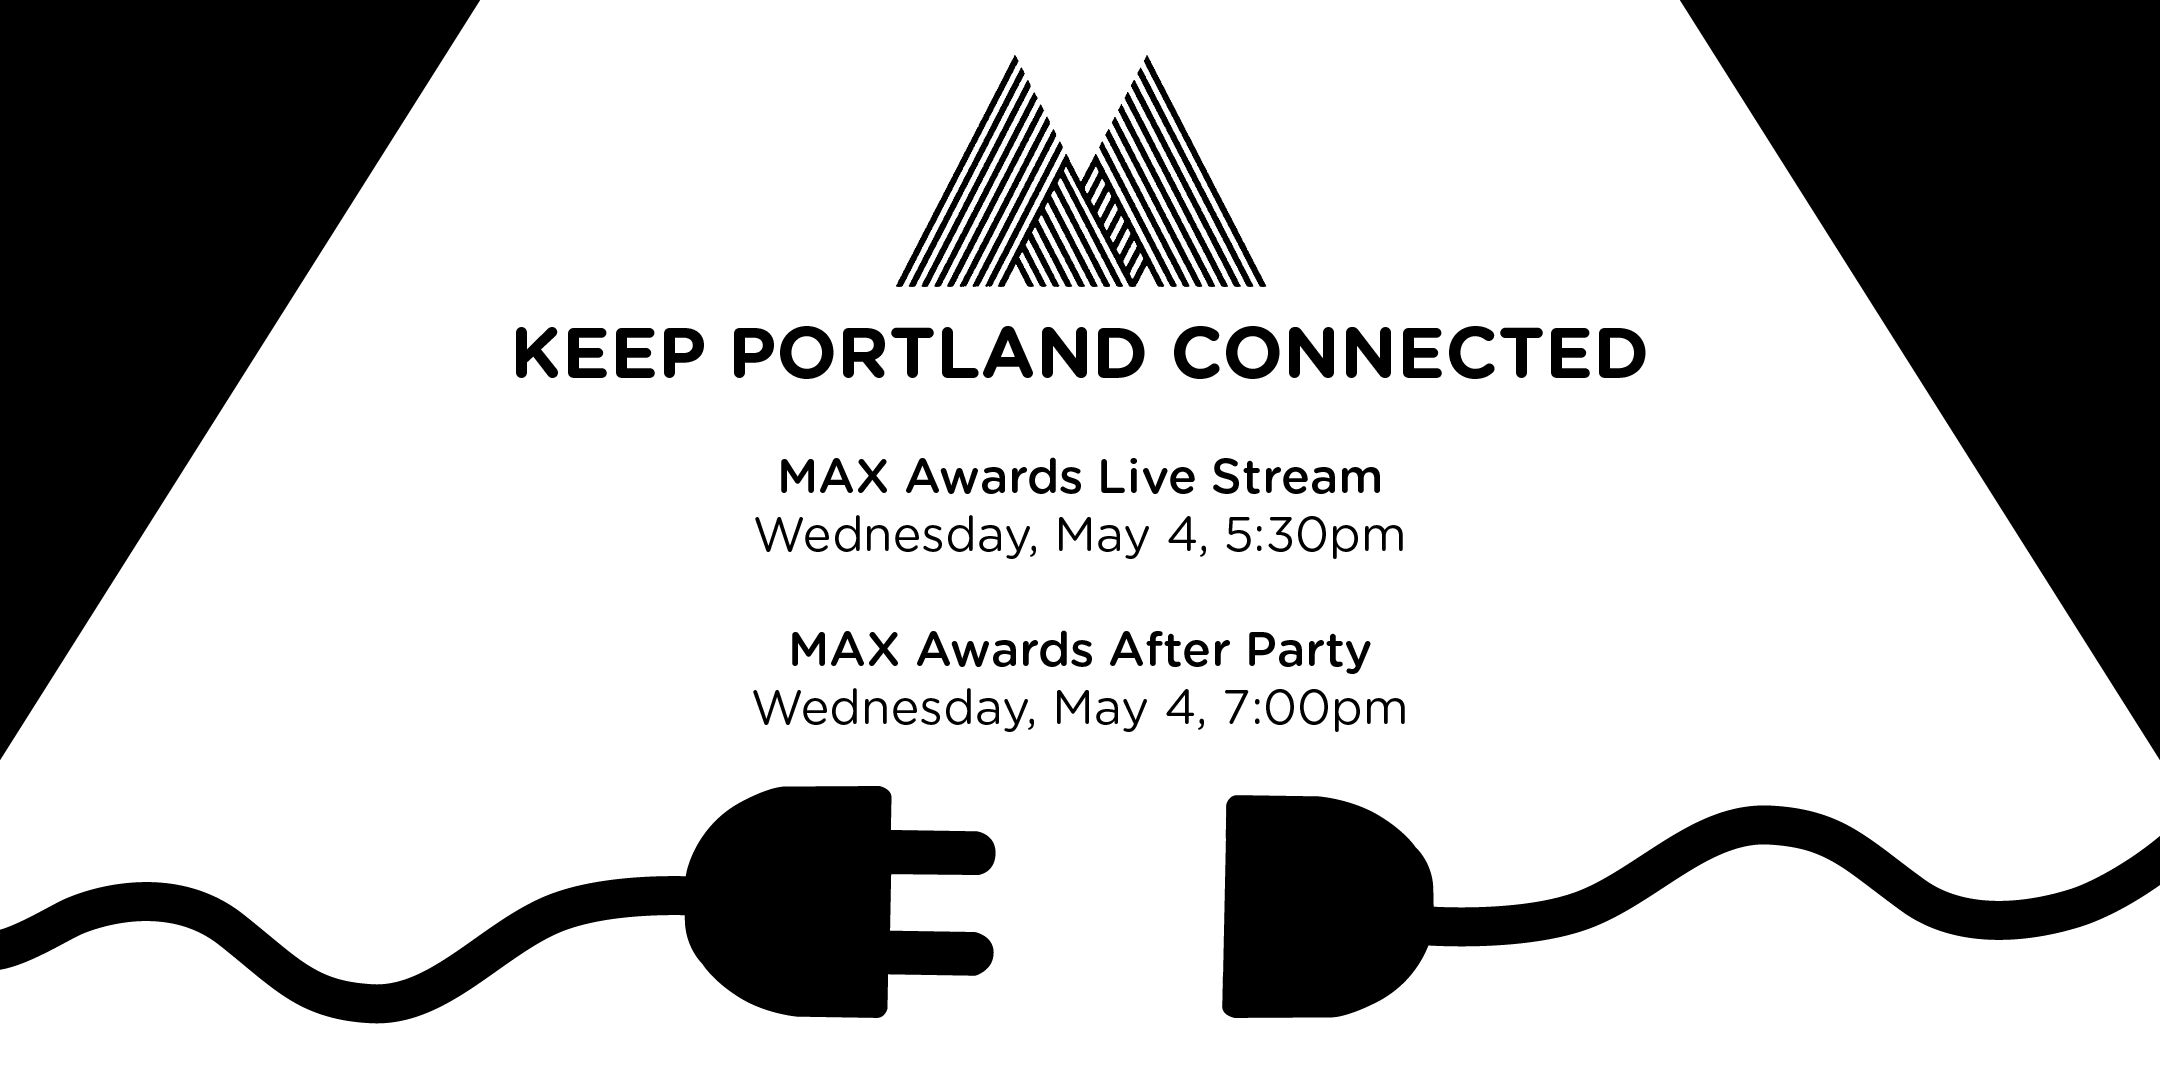 KEEP PORTLAND CONNECTED
MAX Awards Live Stream
Wednesday, May 4, 5:30pm
MAX Awards After Party
Wednesday, May 4, 7:00pm